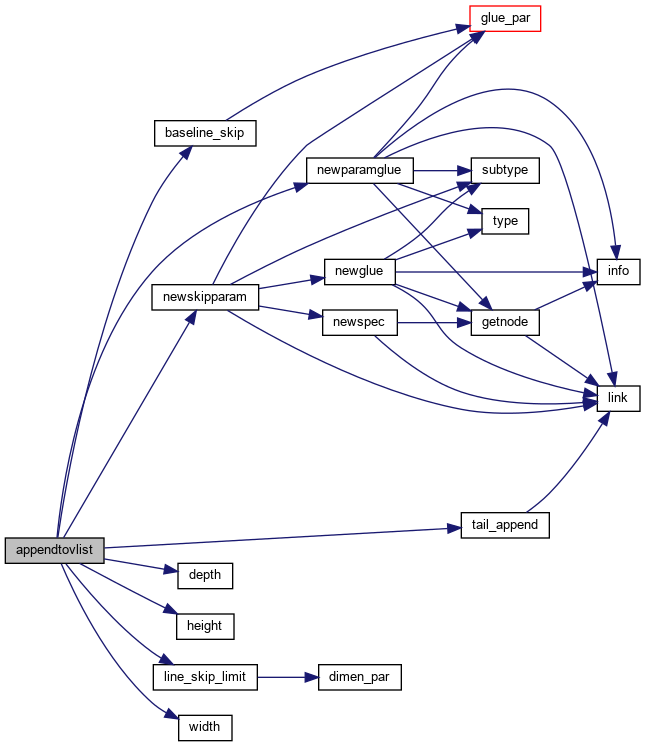 glue_par
baseline_skip
newparamglue
subtype
type
newglue
info
newskipparam
newspec
getnode
link
tail_append
appendtovlist
depth
height
line_skip_limit
dimen_par
width